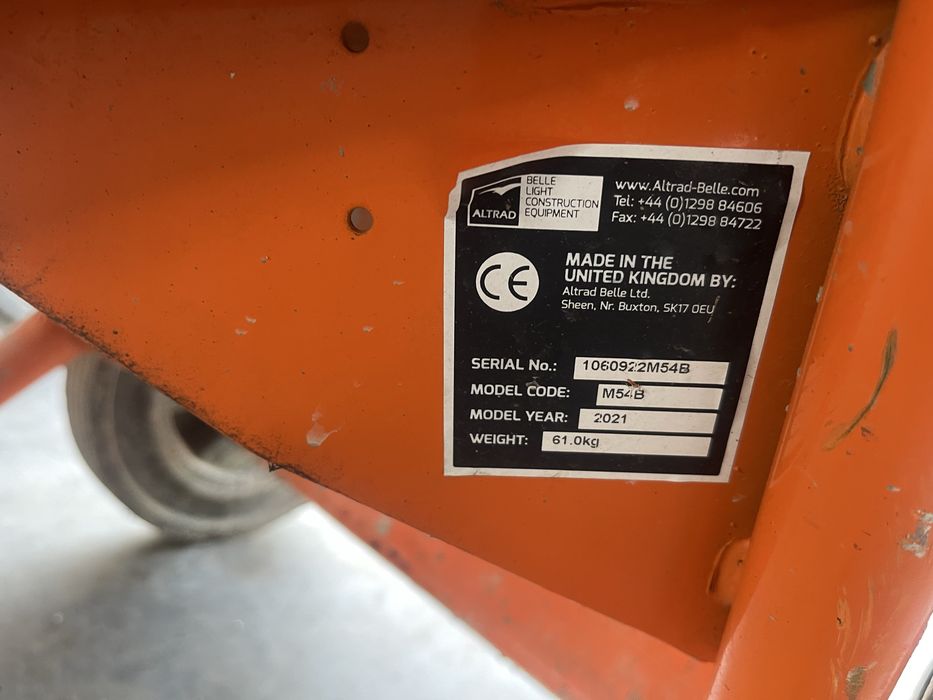 ALTRAD
BELLE
LIGHT
CONSTRUCTION
EQUIPMENT
www.Altrad-Belle.com
Tel: +44 (0)1298 84606
Fax: +44 (0)1298 84722
CE
MADE IN THE
UNITED KINGDOM BY:
Altrad Belle Ltd.
Sheen, Nr. Buxton, SK17 0EU
SERIAL No.: 1060922M54B
MODEL CODE: M54B
MODEL YEAR: 2021
WEIGHT: 61.0kg